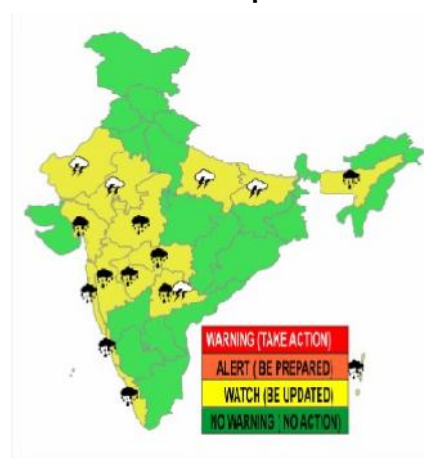 WARNING (TAKE ACTION)
ALERT ( BE PREPARED)
WATCH (BE UPDATED)
NO WARNING ( NO ACTION)